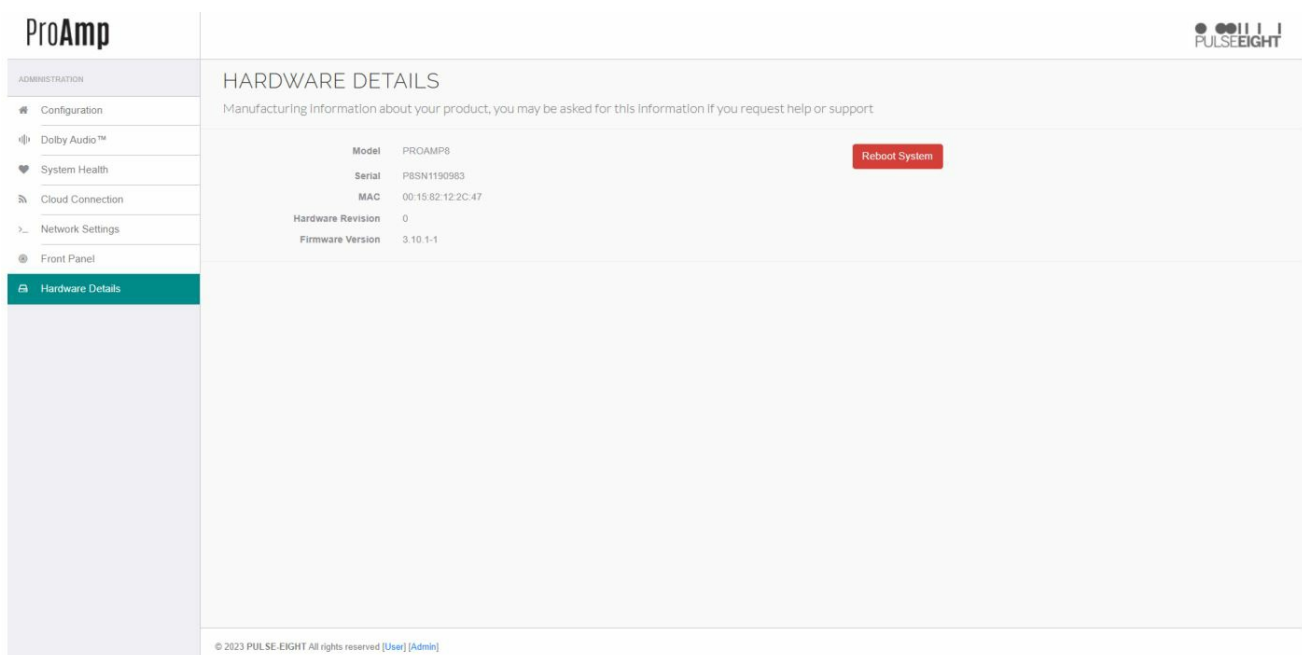 ProAmp
PULSEEIGHT
ADMINISTRATION
Configuration
Dolby Audio™
System Health
Cloud Connection
Network Settings
Front Panel
Hardware Details
HARDWARE DETAILS
Manufacturing information about your product, you may be asked for this information if you request help or support
Model PROAMP8
Serial P8SN1190983
MAC 00:15:82:12:2C:47
Hardware Revision 0
Firmware Version 3.10.1-1
Reboot System
© 2023 PULSE-EIGHT All rights reserved [User] [Admin]